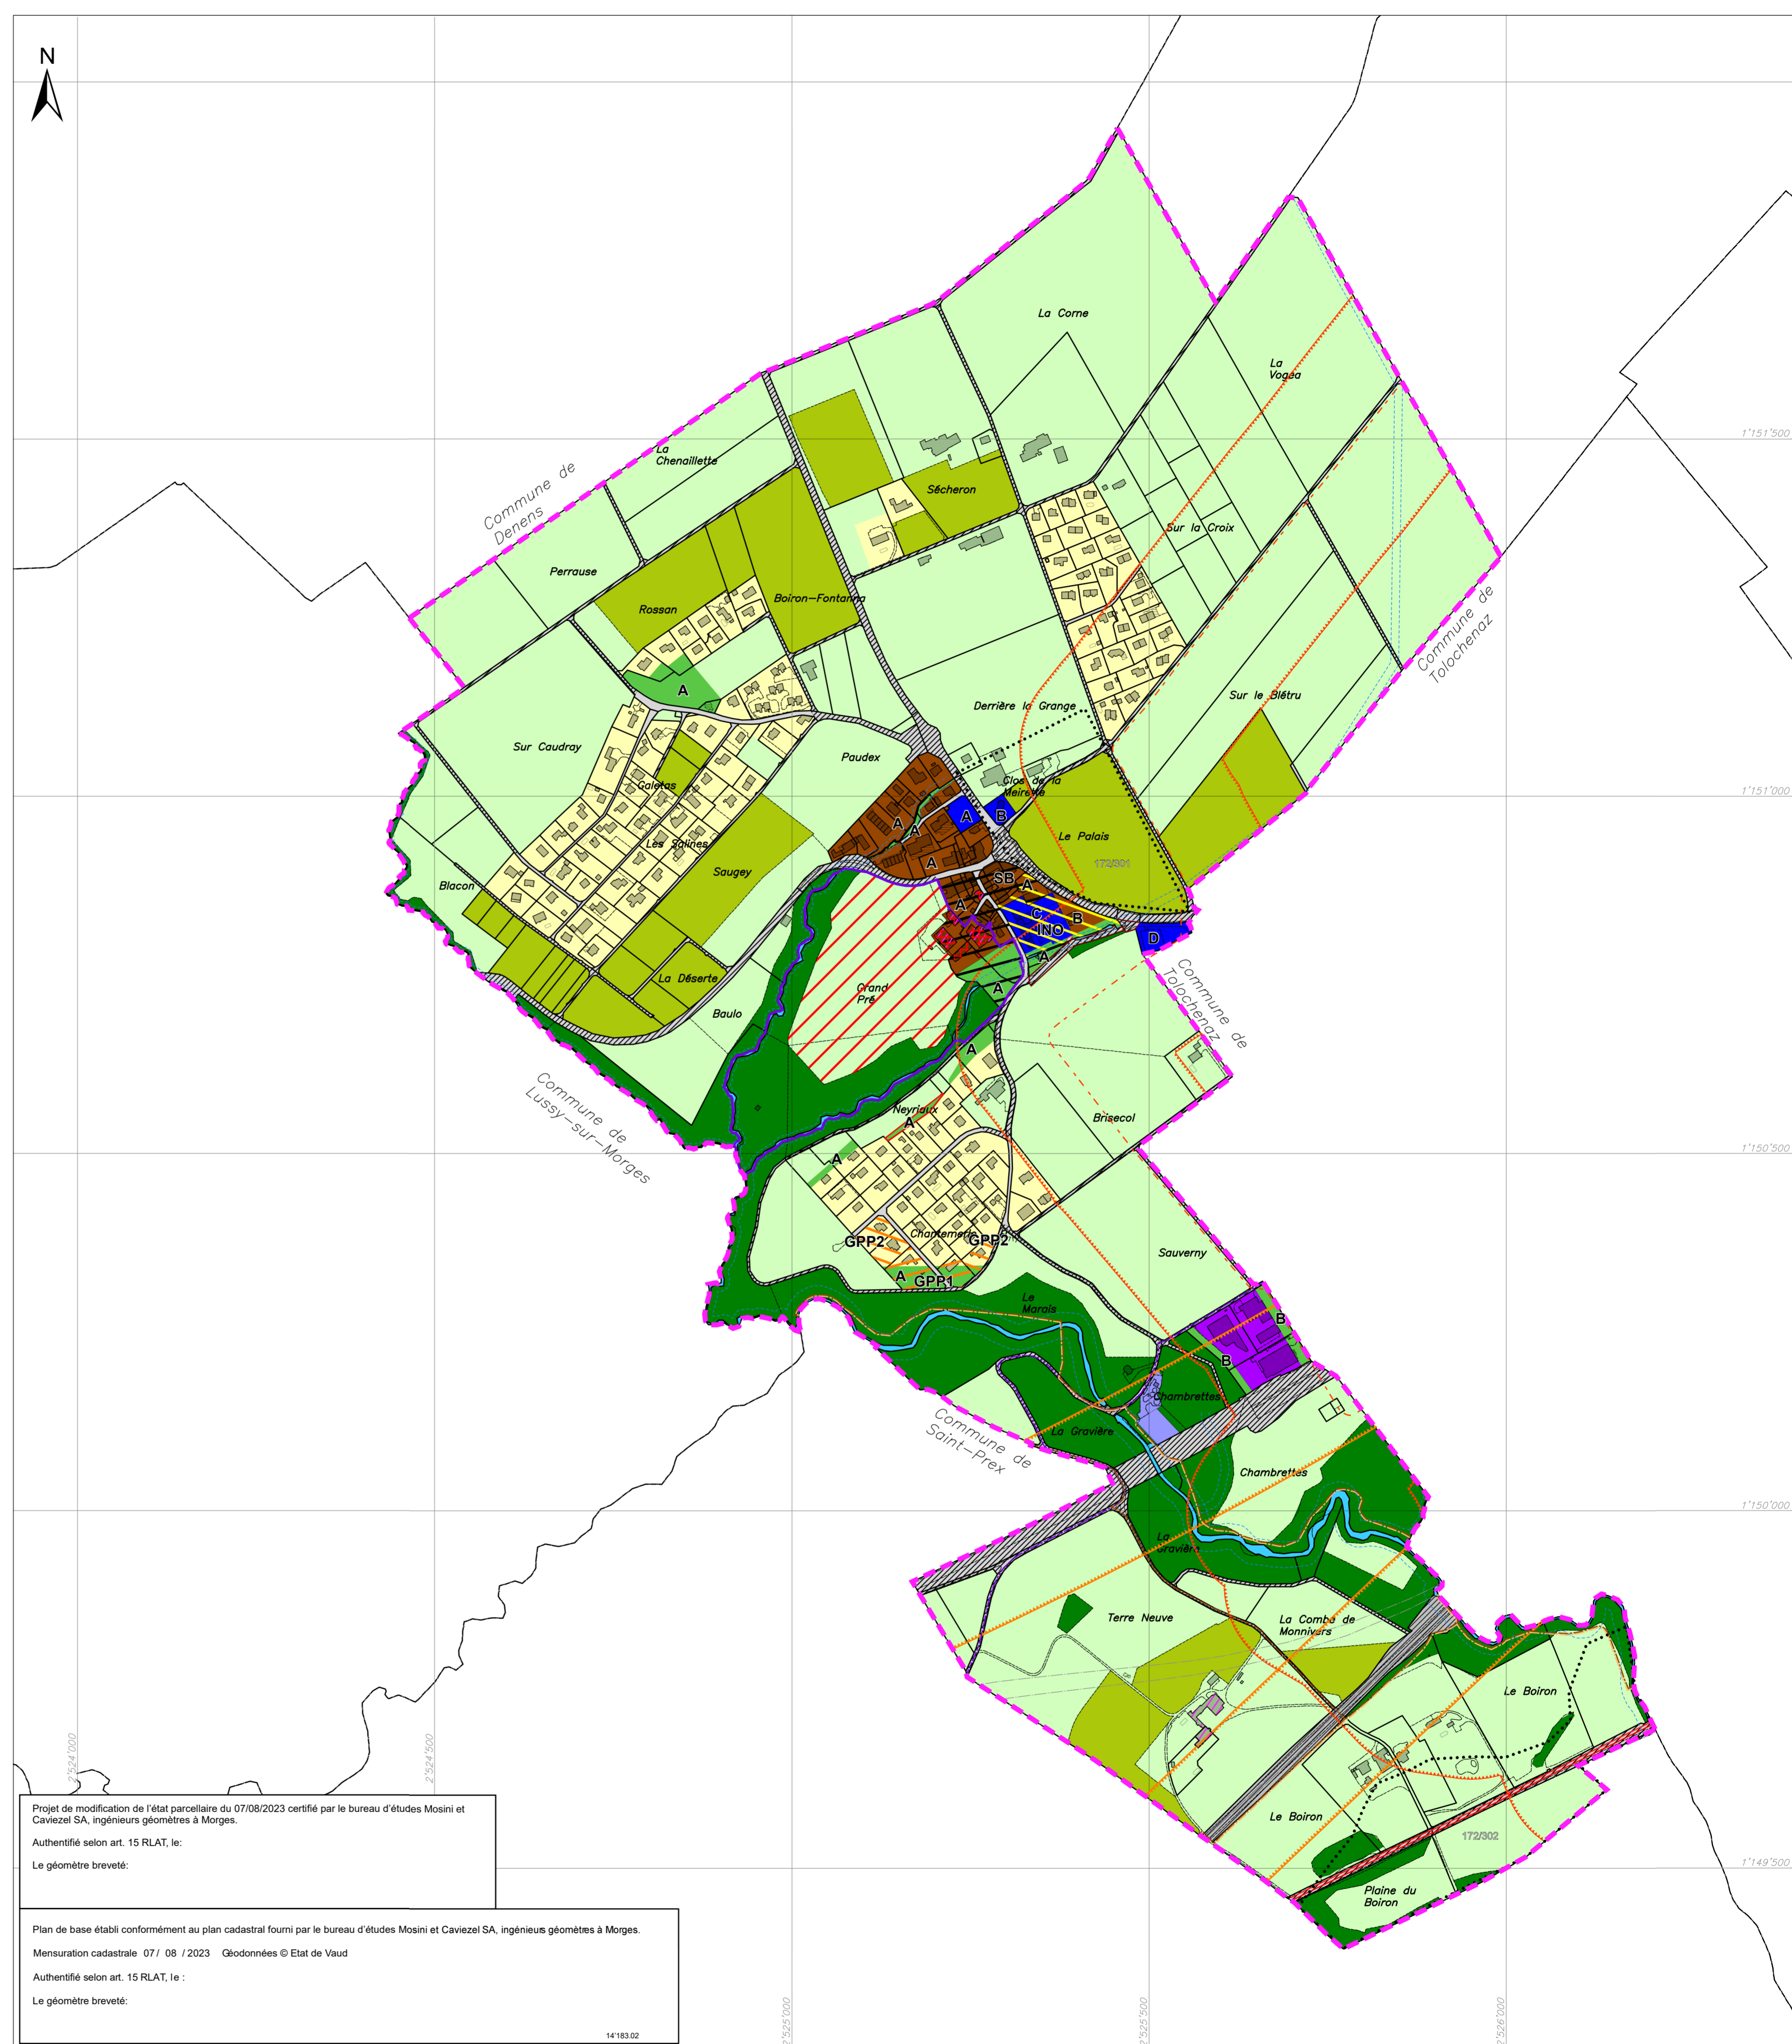 N
La Corne
La
Vogea
1'151'500
La
Chenaillette
Commune de
Denens
Sécheron
Sur la Croix
Perrause
Rossan
Boiron-Fontanna
Commune de
Tolochenaz
A
Sur le Blétru
Derrière la Grange
Sur Caudray
Paudex
Galetas
Clos de la
Meirette
1'151'000
A
A
A
B
Le Palais
Les Salines
172/301
A
Saugey
SB
A
Blacon
A
C
B
INO
D
A
La Déserte
Grand
Pré
A
Commune de
Tolochenaz
Baulo
A
Commune de
Lussy-sur-Morges
Neyriaux
A
Brisecol
1'150'500
A
Chantemerle
GPP2
GPP2
Sauverny
A
GPP1
Le
Marais
B
B
Chambrettes
Commune de
Saint-Prex
La Gravière
Chambrettes
1'150'000
La
Gravière
Terre Neuve
La Combe de
Monnivers
Le Boiron
2'524'000
2'524'500
Le Boiron
172/302
1'149'500
Plaine du
Boiron
Projet de modification de l'état parcellaire du 07/08/2023 certifié par le bureau d'études Mosini et
Caviezel SA, ingénieurs géomètres à Morges.
Authentifié selon art. 15 RLAT, le:
Le géomètre breveté:
Plan de base établi conformément au plan cadastral fourni par le bureau d'études Mosini et Caviezel SA, ingénieurs géomètres à Morges.
Mensuration cadastrale 07 / 08 / 2023 Géodonnées © Etat de Vaud
Authentifié selon art. 15 RLAT, le :
Le géomètre breveté:
14'183.02
2'525'000
2'525'500
2'526'000